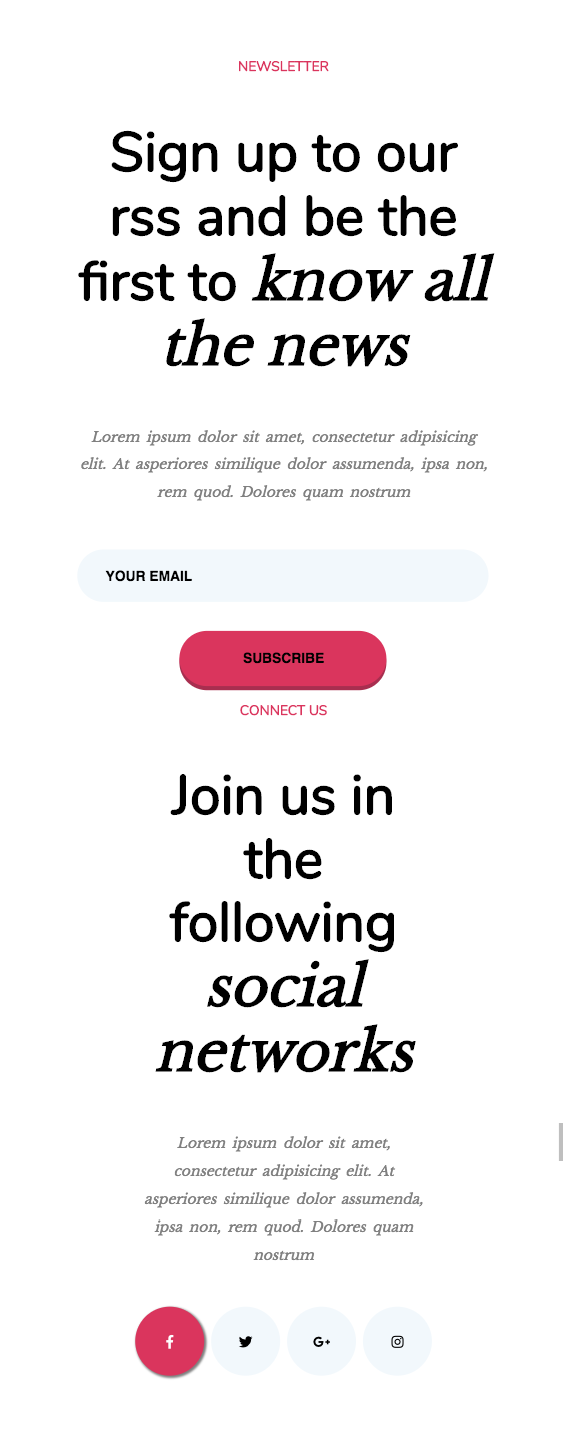 NEWSLETTER
Sign up to our
rss and be the
first to know all
the news
Lorem ipsum dolor sit amet, consectetur adipisicing
elit. At asperiores similique dolor assumenda, ipsa non,
rem quod. Dolores quam nostrum
YOUR EMAIL
SUBSCRIBE
CONNECT US
Join us in
the
following
social
networks
Lorem ipsum dolor sit amet,
consectetur adipisicing elit. At
asperiores similique dolor assumenda,
ipsa non, rem quod. Dolores quam
nostrum